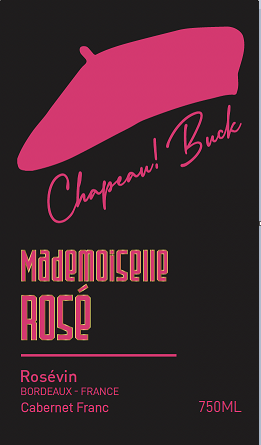 Chapeau! Buck
Mademoiselle
Rosé
Rosévin
BORDEAUX - FRANCE
Cabernet Franc
750ML